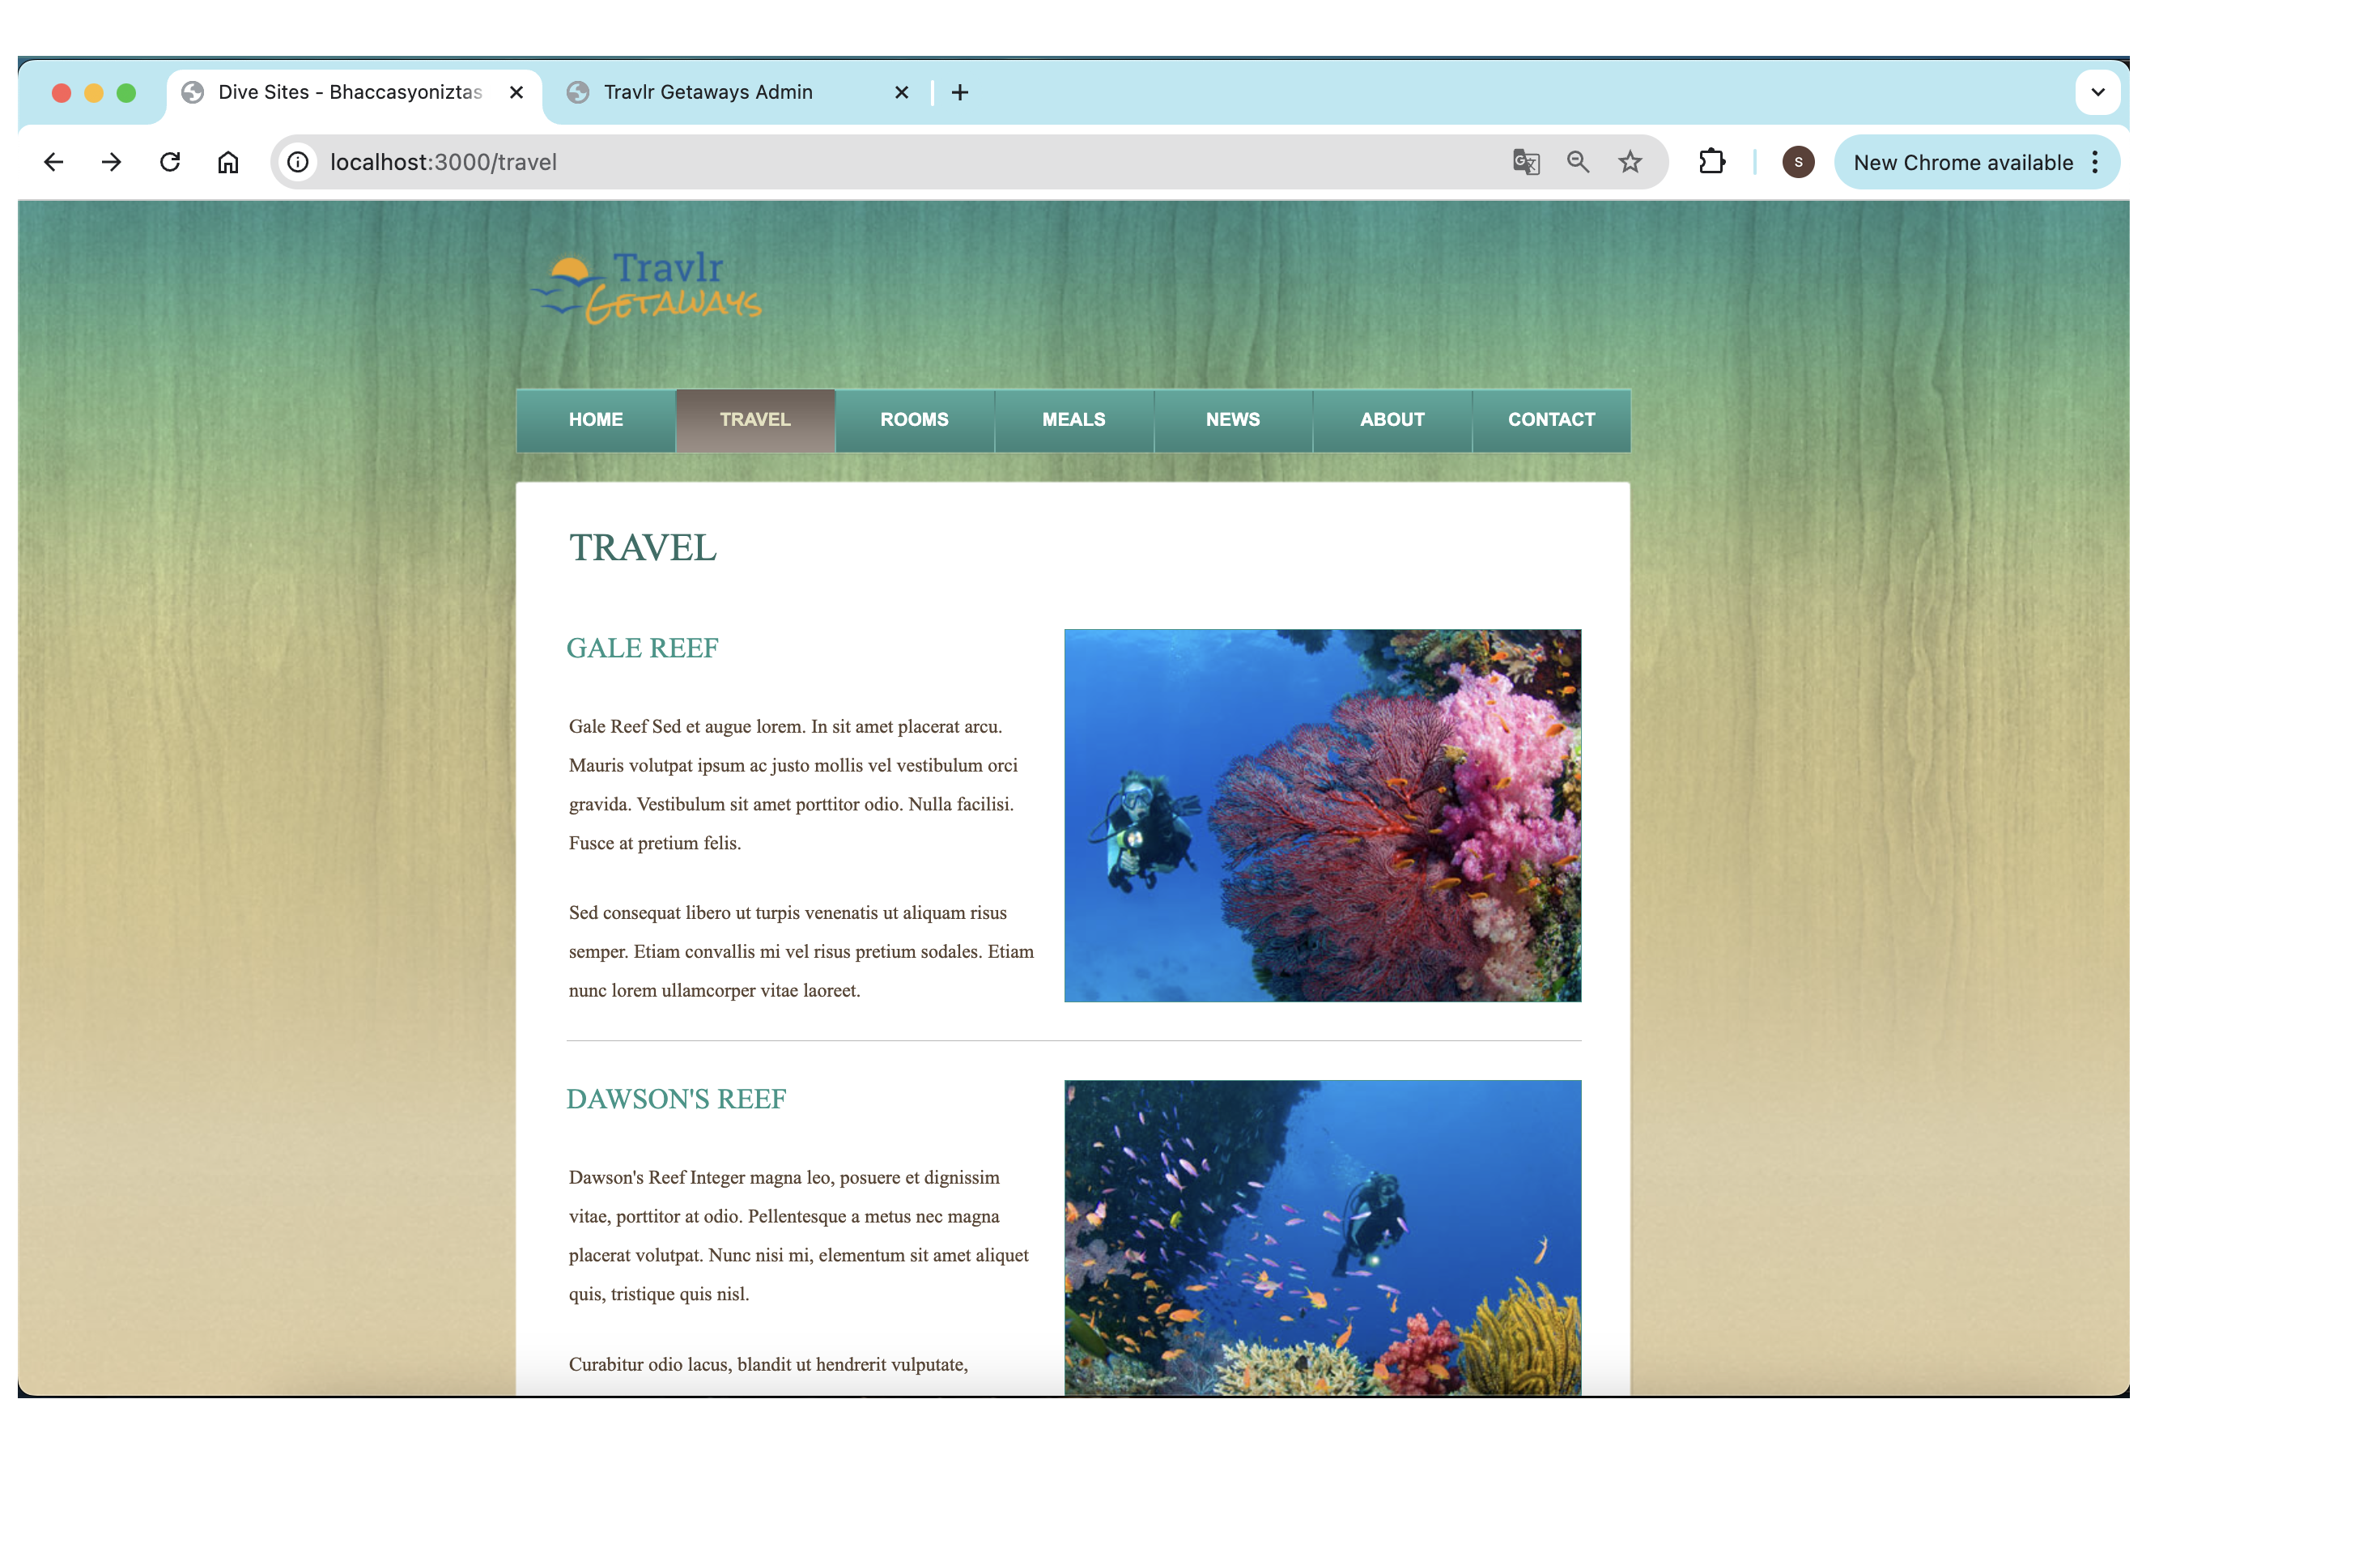 Dive Sites - Bhaccasyoniztas
Travlr Getaways Admin
localhost:3000/travel
S
New Chrome available
Travlr
GETAWAYS
HOME TRAVEL ROOMS MEALS NEWS ABOUT CONTACT
TRAVEL
GALE REEF
Gale Reef Sed et augue lorem. In sit amet placerat arcu.
Mauris volutpat ipsum ac justo mollis vel vestibulum orci
gravida. Vestibulum sit amet porttitor odio. Nulla facilisi.
Fusce at pretium felis.
Sed consequat libero ut turpis venenatis ut aliquam risus
semper. Etiam convallis mi vel risus pretium sodales. Etiam
nunc lorem ullamcorper vitae laoreet.
DAWSON'S REEF
Dawson's Reef Integer magna leo, posuere et dignissim
vitae, porttitor at odio. Pellentesque a metus nec magna
placerat volutpat. Nunc nisi mi, elementum sit amet aliquet
quis, tristique quis nisl.
Curabitur odio lacus, blandit ut hendrerit vulputate,